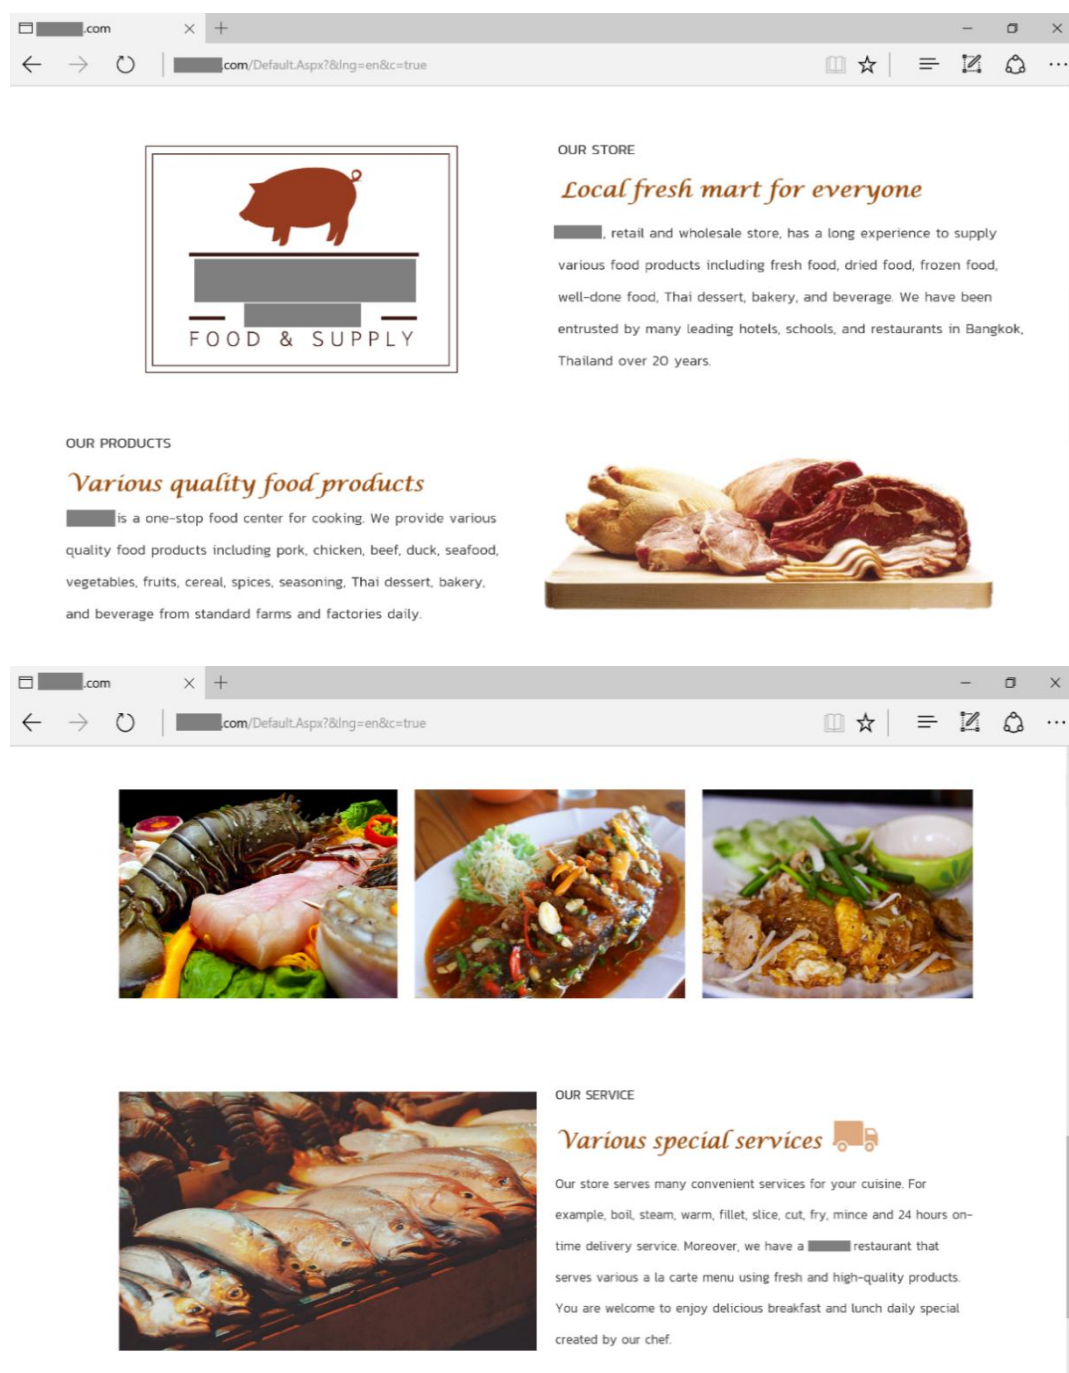 .com
.com/Default.Aspx?&lng=en&c=true
FOOD & SUPPLY
OUR STORE
Local fresh mart for everyone
, retail and wholesale store, has a long experience to supply
various food products including fresh food, dried food, frozen food,
well-done food, Thai dessert, bakery, and beverage. We have been
entrusted by many leading hotels, schools, and restaurants in Bangkok,
Thailand over 20 years.
OUR PRODUCTS
Various quality food products
is a one-stop food center for cooking. We provide various
quality food products including pork, chicken, beef, duck, seafood,
vegetables, fruits, cereal, spices, seasoning, Thai dessert, bakery,
and beverage from standard farms and factories daily.
.com
.com/Default.Aspx?&lng=en&c=true
OUR SERVICE
Various special services
Our store serves many convenient services for your cuisine. For
example, boil, steam, warm, fillet, slice, cut, fry, mince and 24 hours on-
time delivery service. Moreover, we have a restaurant that
serves various a la carte menu using fresh and high-quality products.
You are welcome to enjoy delicious breakfast and lunch daily special
created by our chef.